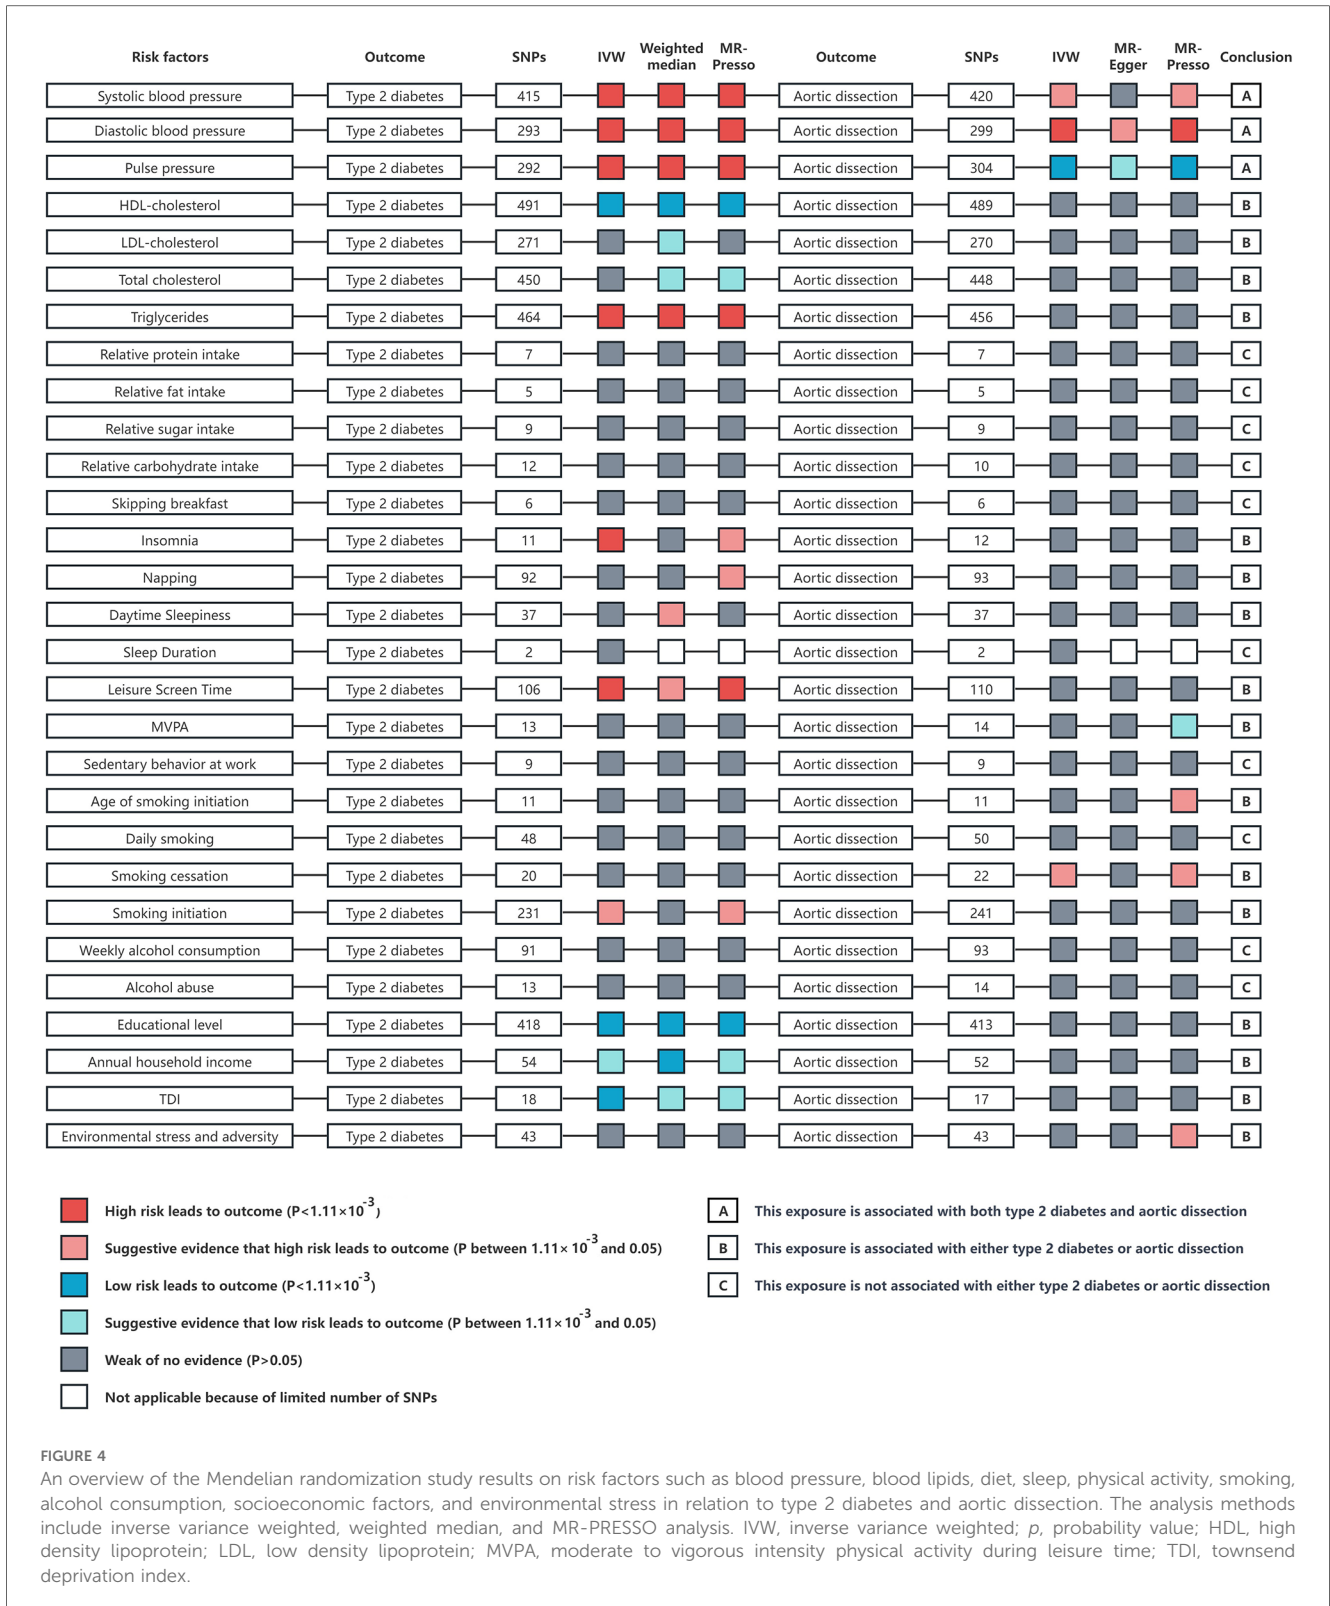 Risk factors Outcome SNPs IVW Weighted median MR-Presso Outcome SNPs IVW MR-Egger MR-Presso Conclusion
Systolic blood pressure Type 2 diabetes 415 Aortic dissection 420 A
Diastolic blood pressure Type 2 diabetes 293 Aortic dissection 299 A
Pulse pressure Type 2 diabetes 292 Aortic dissection 304 A
HDL-cholesterol Type 2 diabetes 491 Aortic dissection 489 B
LDL-cholesterol Type 2 diabetes 271 Aortic dissection 270 B
Total cholesterol Type 2 diabetes 450 Aortic dissection 448 B
Triglycerides Type 2 diabetes 464 Aortic dissection 456 B
Relative protein intake Type 2 diabetes 7 Aortic dissection 7 C
Relative fat intake Type 2 diabetes 5 Aortic dissection 5 C
Relative sugar intake Type 2 diabetes 9 Aortic dissection 9 C
Relative carbohydrate intake Type 2 diabetes 12 Aortic dissection 10 C
Skipping breakfast Type 2 diabetes 6 Aortic dissection 6 C
Insomnia Type 2 diabetes 11 Aortic dissection 12 B
Napping Type 2 diabetes 92 Aortic dissection 93 B
Daytime Sleepiness Type 2 diabetes 37 Aortic dissection 37 B
Sleep Duration Type 2 diabetes 2 Aortic dissection 2 C
Leisure Screen Time Type 2 diabetes 106 Aortic dissection 110 B
MVPA Type 2 diabetes 13 Aortic dissection 14 B
Sedentary behavior at work Type 2 diabetes 9 Aortic dissection 9 C
Age of smoking initiation Type 2 diabetes 11 Aortic dissection 11 B
Daily smoking Type 2 diabetes 48 Aortic dissection 50 C
Smoking cessation Type 2 diabetes 20 Aortic dissection 22 B
Smoking initiation Type 2 diabetes 231 Aortic dissection 241 B
Weekly alcohol consumption Type 2 diabetes 91 Aortic dissection 93 C
Alcohol abuse Type 2 diabetes 13 Aortic dissection 14 C
Educational level Type 2 diabetes 418 Aortic dissection 413 B
Annual household income Type 2 diabetes 54 Aortic dissection 52 B
TDI Type 2 diabetes 18 Aortic dissection 17 B
Environmental stress and adversity Type 2 diabetes 43 Aortic dissection 43 B
High risk leads to outcome (P<1.11×10⁻³)
Suggestive evidence that high risk leads to outcome (P between 1.11×10⁻³ and 0.05)
Low risk leads to outcome (P<1.11×10⁻³)
Suggestive evidence that low risk leads to outcome (P between 1.11×10⁻³ and 0.05)
Weak of no evidence (P>0.05)
Not applicable because of limited number of SNPs
A This exposure is associated with both type 2 diabetes and aortic dissection
B This exposure is associated with either type 2 diabetes or aortic dissection
C This exposure is not associated with either type 2 diabetes or aortic dissection
FIGURE 4
An overview of the Mendelian randomization study results on risk factors such as blood pressure, blood lipids, diet, sleep, physical activity, smoking,
alcohol consumption, socioeconomic factors, and environmental stress in relation to type 2 diabetes and aortic dissection. The analysis methods
include inverse variance weighted, weighted median, and MR-PRESSO analysis. IVW, inverse variance weighted; p, probability value; HDL, high
density lipoprotein; LDL, low density lipoprotein; MVPA, moderate to vigorous intensity physical activity during leisure time; TDI, townsend
deprivation index.